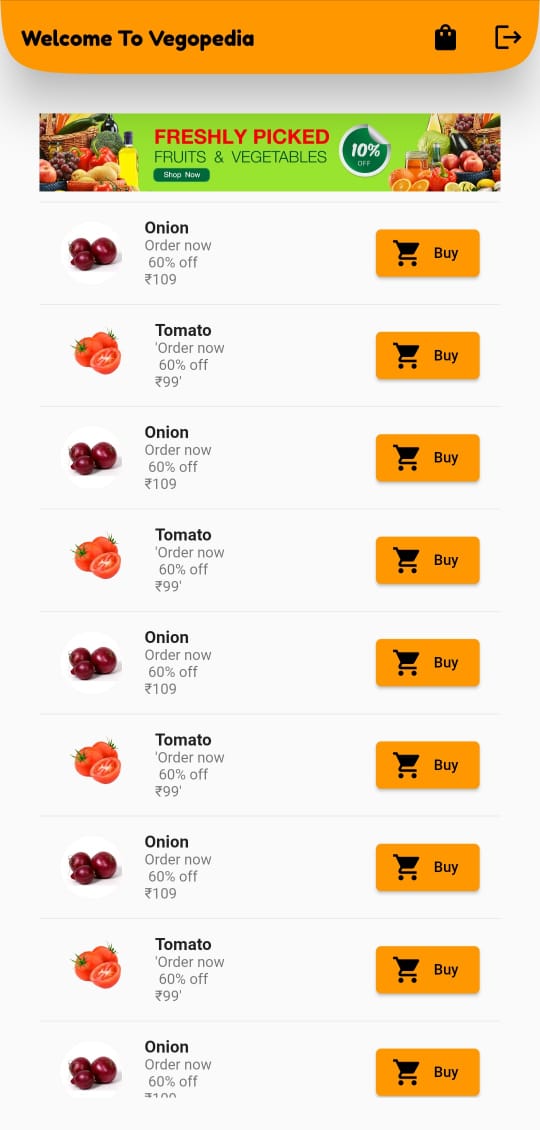 Welcome To Vegopedia
FRESHLY PICKED
FRUITS & VEGETABLES
10%
OFF
Shop Now
Onion
Order now
60% off
₹109
Buy
Tomato
'Order now
60% off
₹99'
Buy
Onion
Order now
60% off
₹109
Buy
Tomato
'Order now
60% off
₹99'
Buy
Onion
Order now
60% off
₹109
Buy
Tomato
'Order now
60% off
₹99'
Buy
Onion
Order now
60% off
₹109
Buy
Tomato
'Order now
60% off
₹99'
Buy
Onion
Order now
60% off
Buy